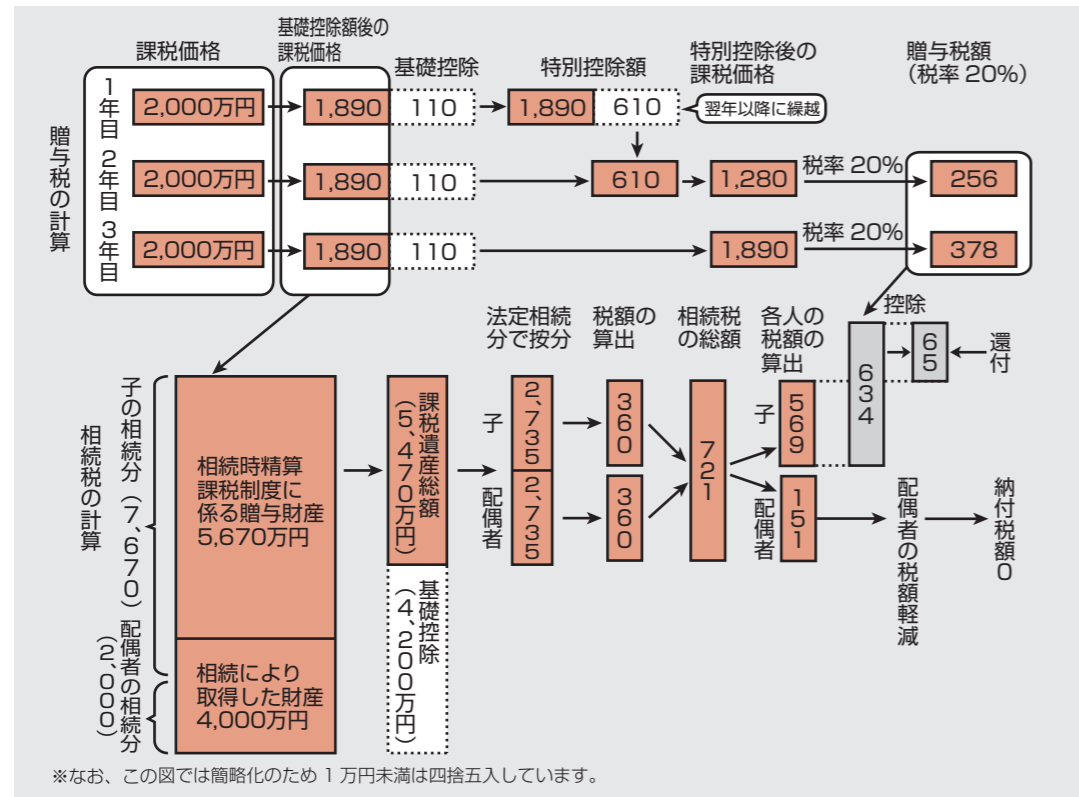 贈与税の計算
課税価格
基礎控除額後の
課税価格
基礎控除
特別控除額
特別控除後の
課税価格
贈与税額
（税率 20%）
1年目
2,000万円
1,890
110
1,890
610
翌年以降に繰越
2年目
2,000万円
1,890
110
610
1,280
税率 20%
256
3年目
2,000万円
1,890
110
1,890
税率 20%
378
相続税の計算
子の相続分（7,670）
配偶者の相続分
（2,000）
相続時精算
課税制度に
係る贈与財産
5,670万円
相続により
取得した財産
4,000万円
課税遺産総額
（5,470万円）
基礎控除
（4,200万円）
法定相続
分で按分
子
2,735
配偶者
2,735
税額の
算出
360
360
相続税
の総額
721
各人の
税額の
算出
子
569
配偶者
151
634
控除
65
還付
配偶者の税額軽減
納付税額0
※なお、この図では簡略化のため 1 万円未満は四捨五入しています。